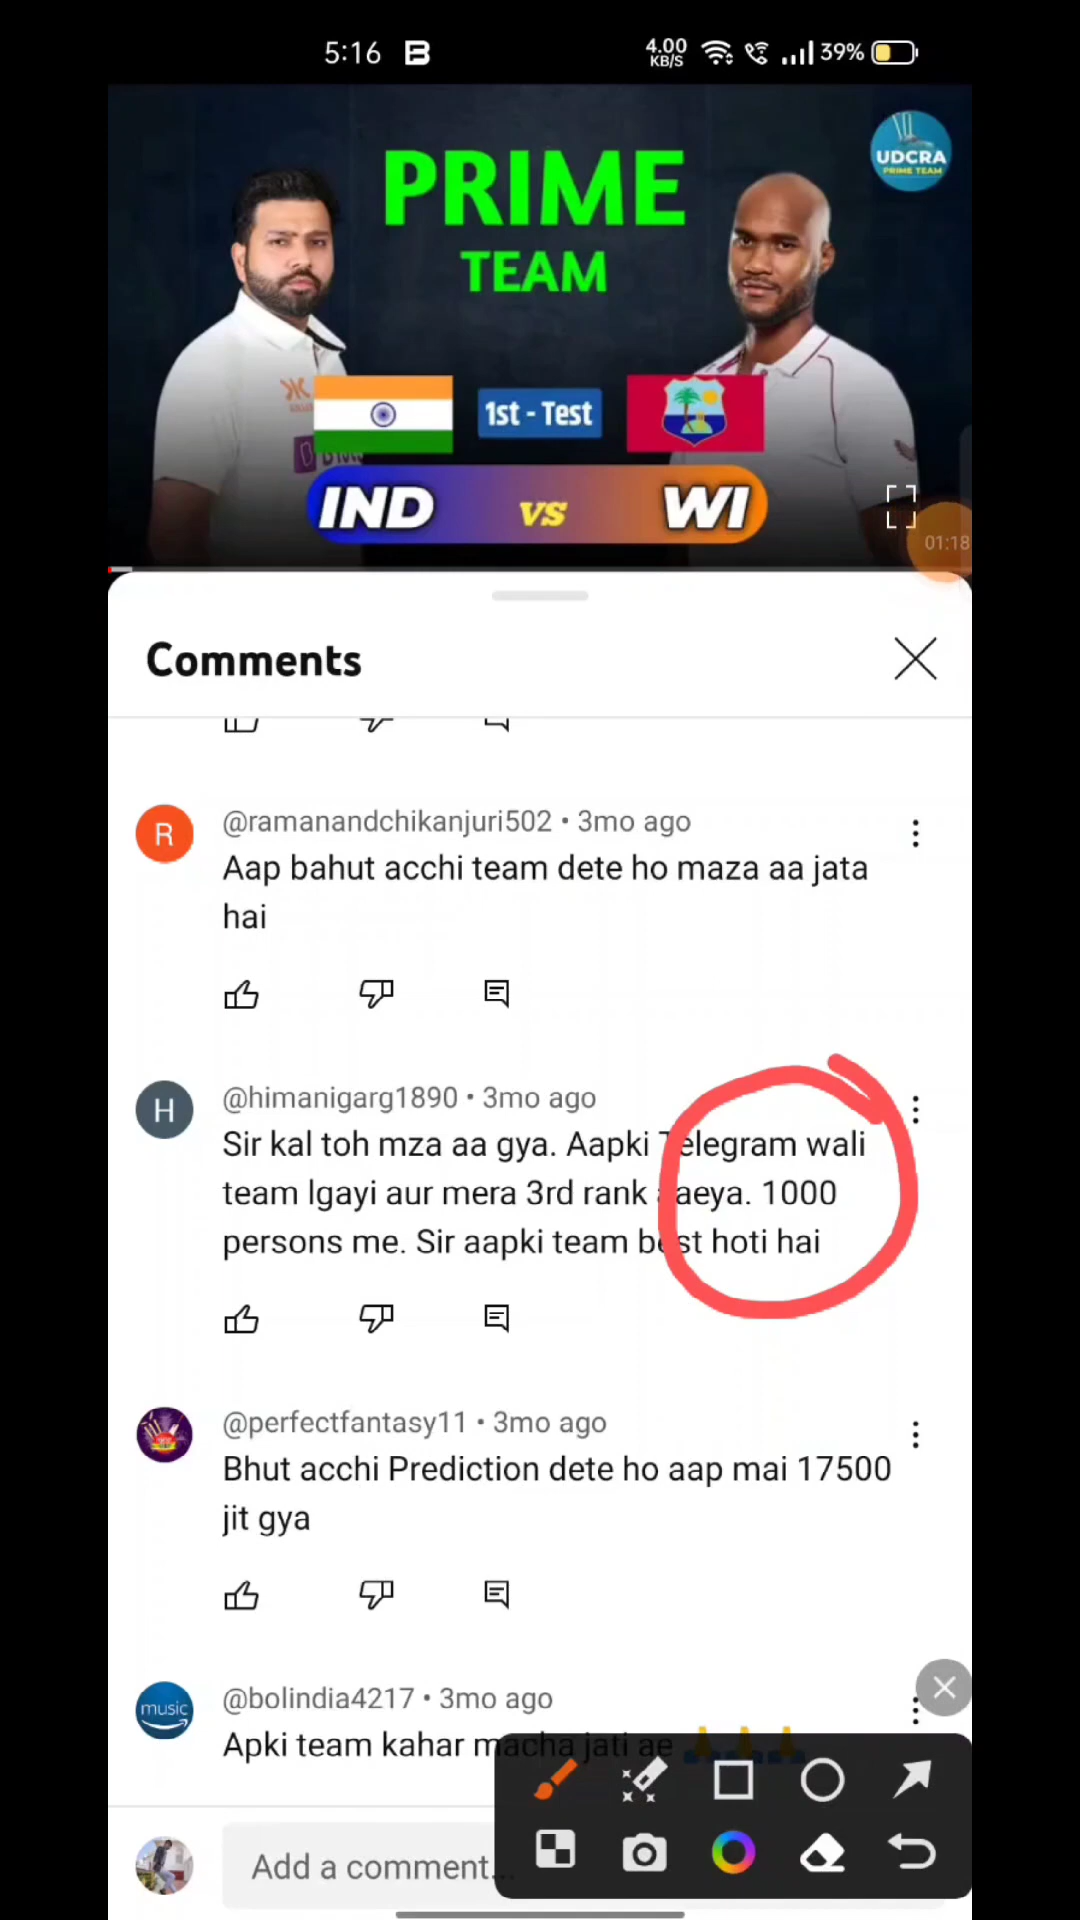 5:16
4.00
KB/S
39%
UDCRA
PRIME TEAM
PRIME
TEAM
1st - Test
IND vs WI
01:18
Comments
R
@ramanandchikanjuri502 • 3mo ago
Aap bahut acchi team dete ho maza aa jata
hai
H
@himanigarg1890 • 3mo ago
Sir kal toh mza aa gya. Aapki Telegram wali
team lgayi aur mera 3rd rank aaeya. 1000
persons me. Sir aapki team best hoti hai
@perfectfantasy11 • 3mo ago
Bhut acchi Prediction dete ho aap mai 17500
jit gya
music
@bolindia4217 • 3mo ago
Apki team kahar macha jati ae 🙏🙏🙏
Add a comment...